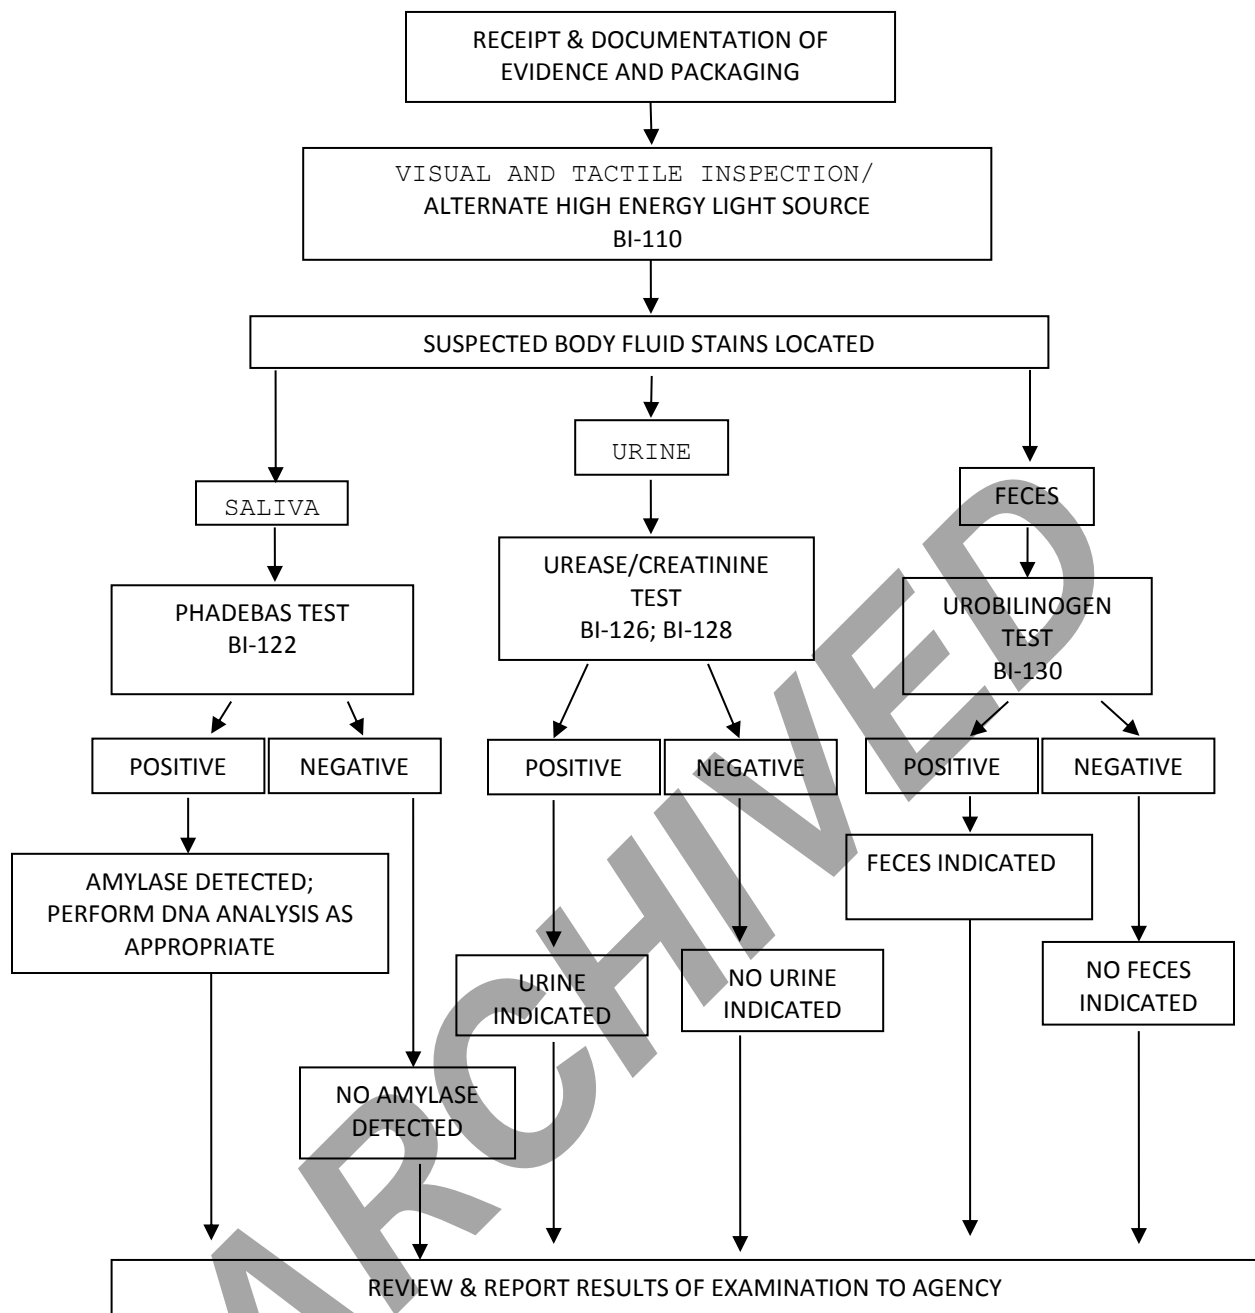 RECEIPT & DOCUMENTATION OF
EVIDENCE AND PACKAGING
VISUAL AND TACTILE INSPECTION/
ALTERNATE HIGH ENERGY LIGHT SOURCE
BI-110
SUSPECTED BODY FLUID STAINS LOCATED
URINE
SALIVA
FECES
PHADEBAS TEST
BI-122
UREASE/CREATININE
TEST
BI-126; BI-128
UROBILINOGEN
TEST
BI-130
POSITIVE
NEGATIVE
POSITIVE
NEGATIVE
POSITIVE
NEGATIVE
AMYLASE DETECTED;
PERFORM DNA ANALYSIS AS
APPROPRIATE
FECES INDICATED
URINE
INDICATED
NO URINE
INDICATED
NO FECES
INDICATED
NO AMYLASE
DETECTED
REVIEW & REPORT RESULTS OF EXAMINATION TO AGENCY
ARCHIVED